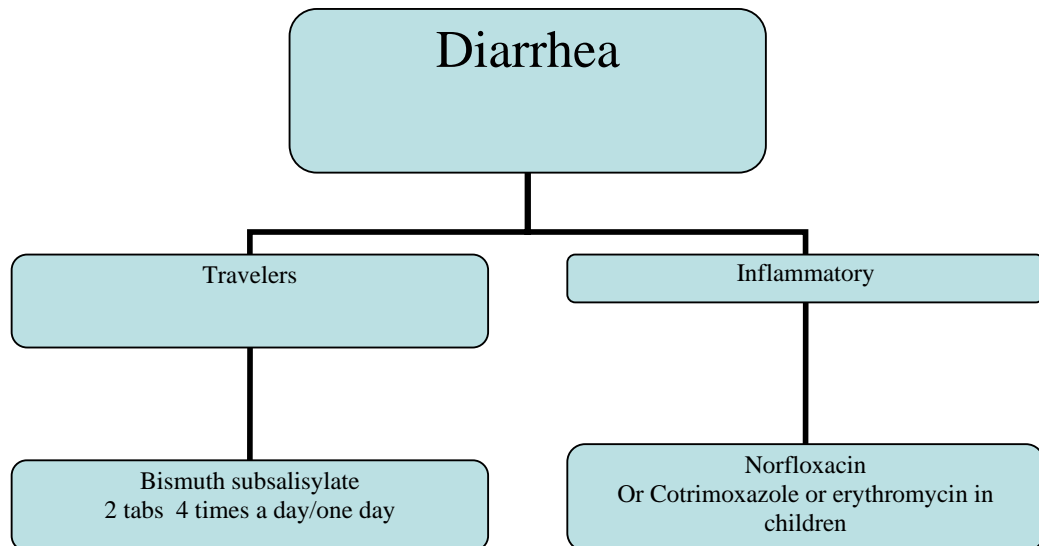 Diarrhea
Travelers
Inflammatory
Bismuth subsalisylate
2 tabs 4 times a day/one day
Norfloxacin
Or Cotrimoxazole or erythromycin in
children